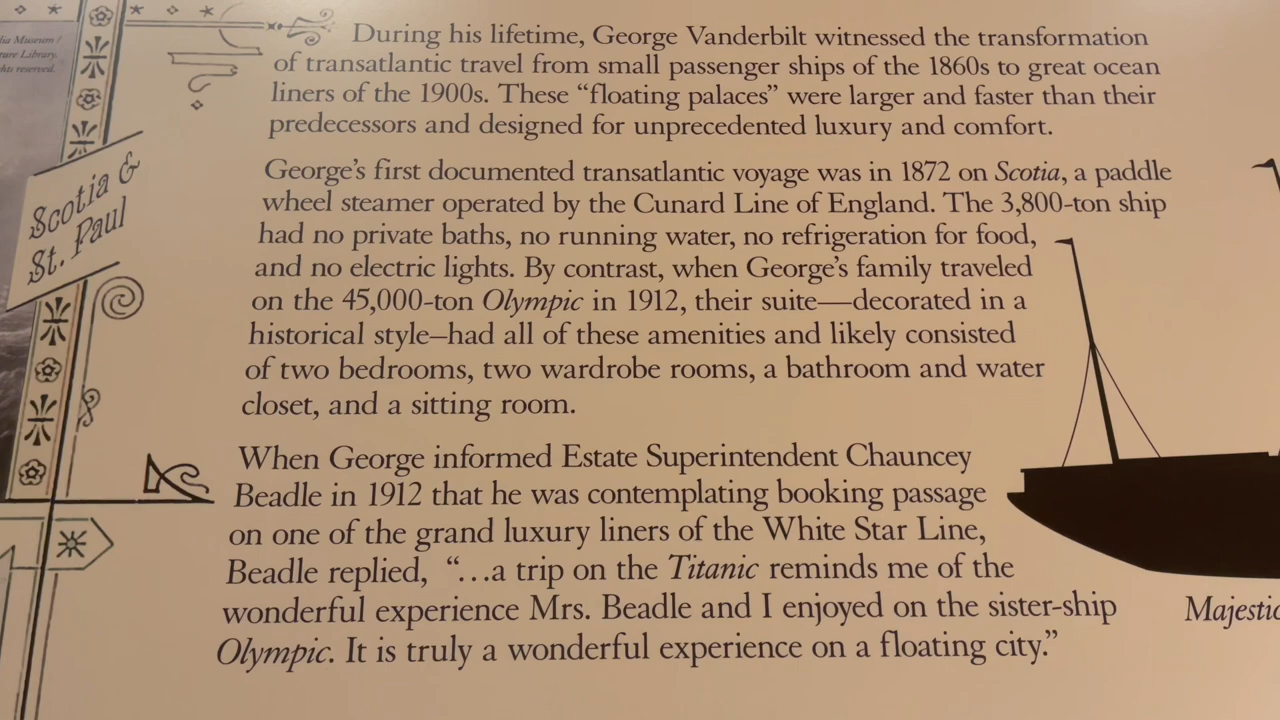 dia Museum /
ture Library.
hts reserved.
Scotia &
St. Paul
During his lifetime, George Vanderbilt witnessed the transformation
of transatlantic travel from small passenger ships of the 1860s to great ocean
liners of the 1900s. These “floating palaces” were larger and faster than their
predecessors and designed for unprecedented luxury and comfort.
George’s first documented transatlantic voyage was in 1872 on Scotia, a paddle
wheel steamer operated by the Cunard Line of England. The 3,800-ton ship
had no private baths, no running water, no refrigeration for food,
and no electric lights. By contrast, when George’s family traveled
on the 45,000-ton Olympic in 1912, their suite—decorated in a
historical style–had all of these amenities and likely consisted
of two bedrooms, two wardrobe rooms, a bathroom and water
closet, and a sitting room.
When George informed Estate Superintendent Chauncey
Beadle in 1912 that he was contemplating booking passage
on one of the grand luxury liners of the White Star Line,
Beadle replied, “…a trip on the Titanic reminds me of the
wonderful experience Mrs. Beadle and I enjoyed on the sister-ship
Olympic. It is truly a wonderful experience on a floating city.”
Majestic